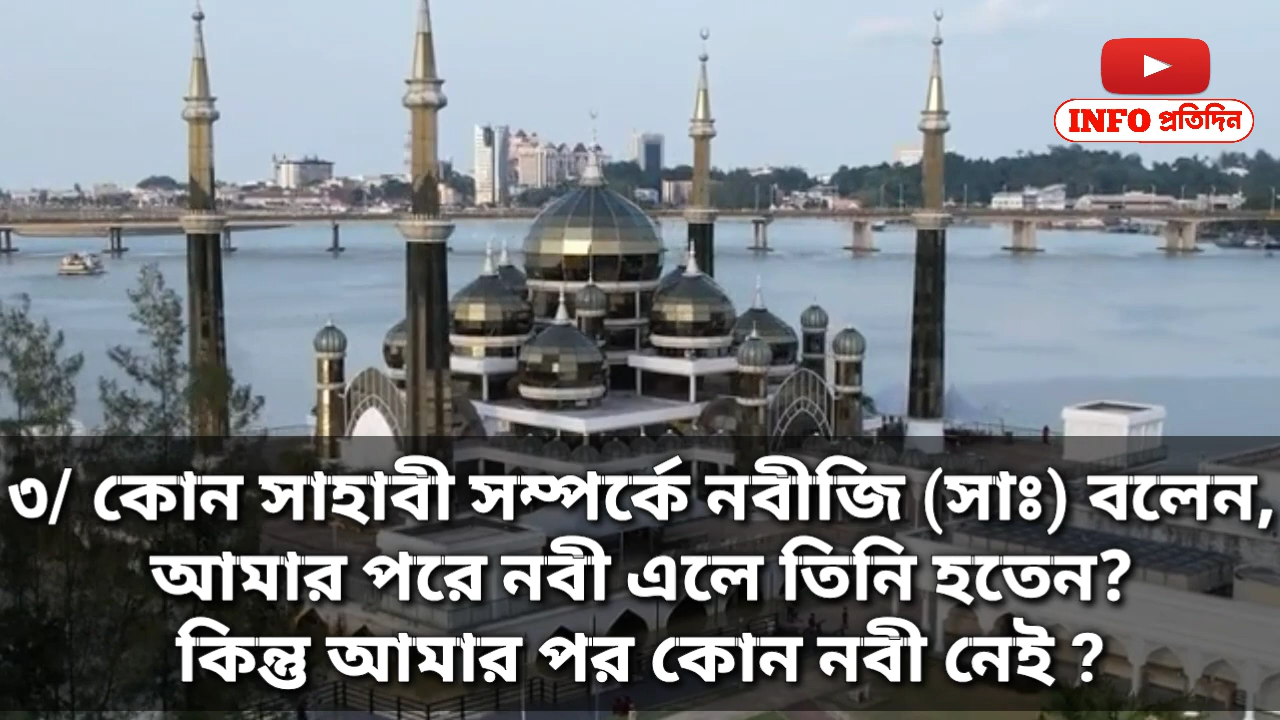 INFO প্রতিদিন
৩/ কোন সাহাবী সম্পর্কে নবীজি (সাঃ) বলেন,
আমার পরে নবী এলে তিনি হতেন?
কিন্তু আমার পর কোন নবী নেই ?